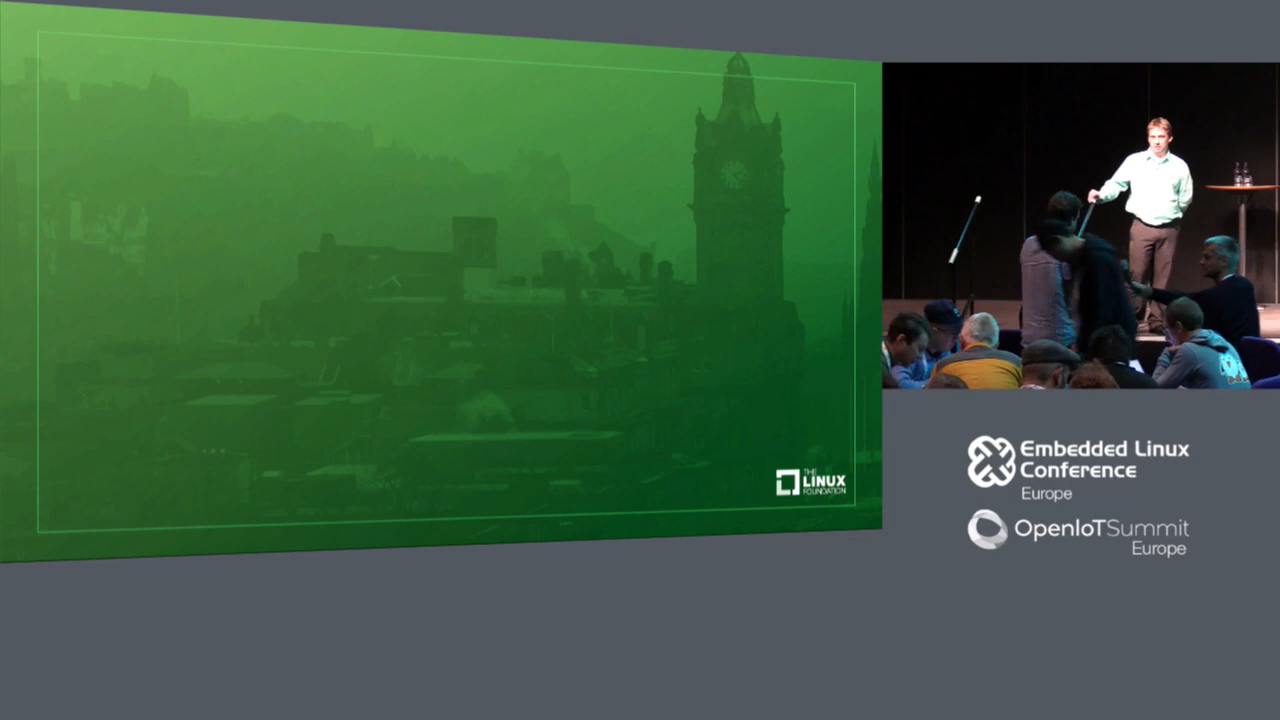 THE
LINUX
FOUNDATION
Embedded Linux
Conference
Europe
OpenIoTSummit
Europe